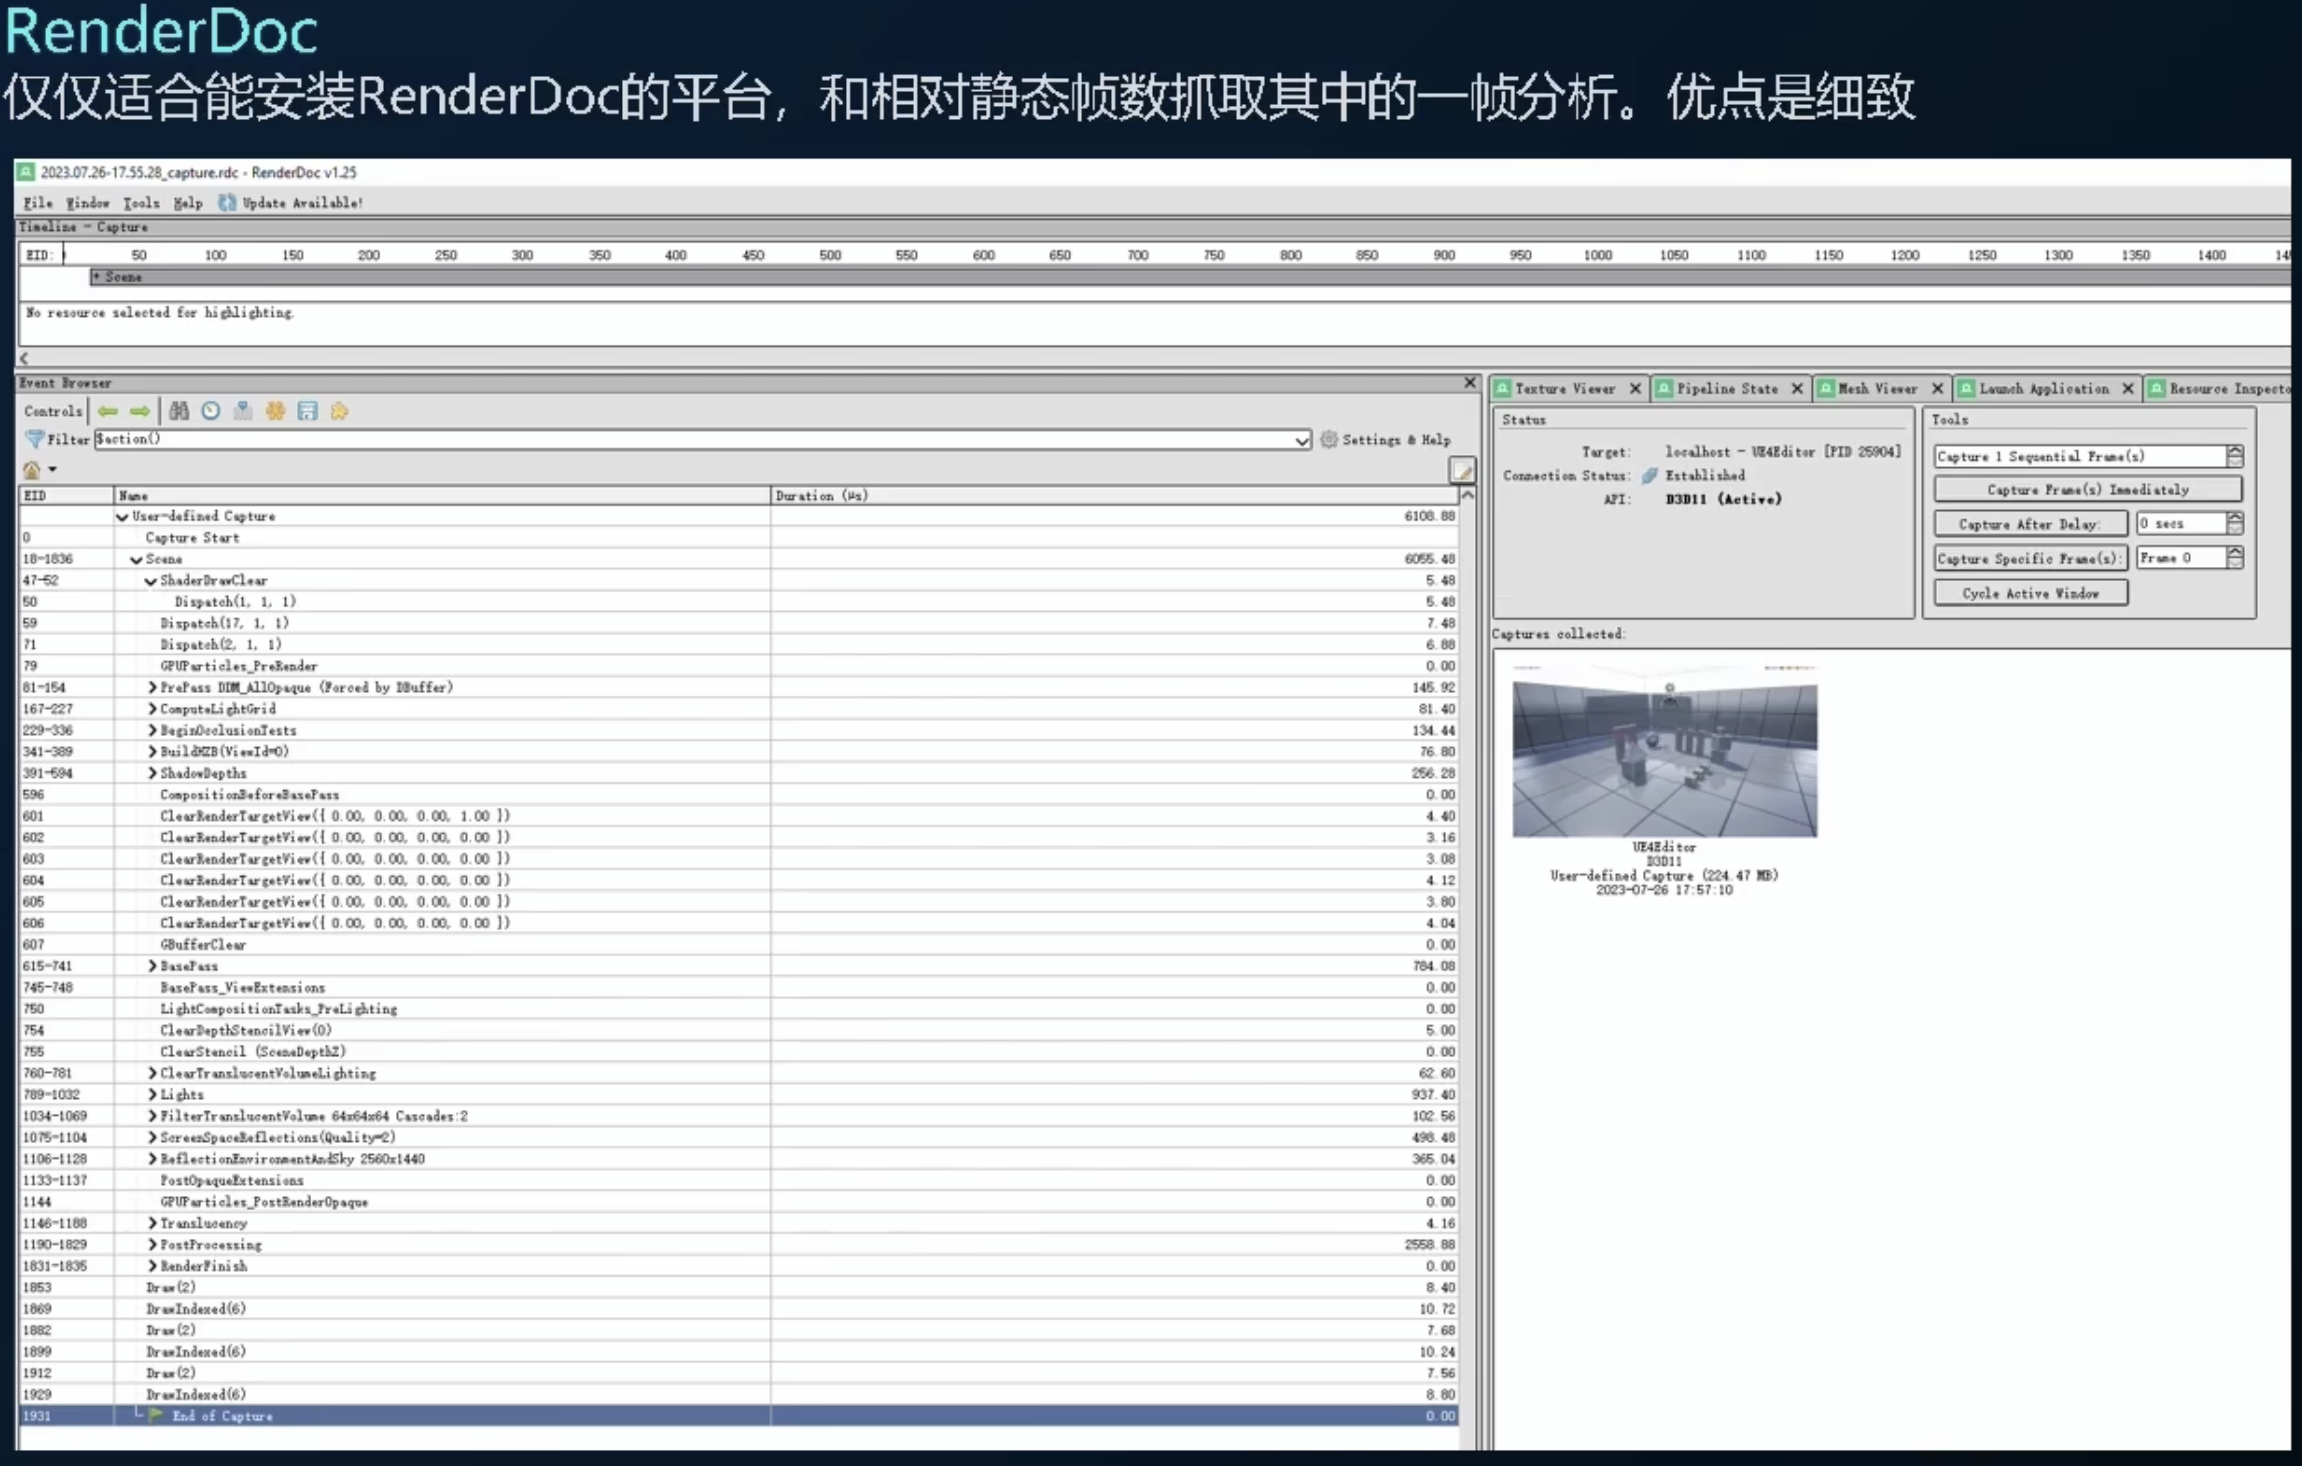 RenderDoc
仅仅适合能安装RenderDoc的平台，和相对静态帧数抓取其中的一帧分析。优点是细致
2023.07.26-17.55.28_capture.rdc - RenderDoc v1.25
File Window Tools Help Update Available!
Timeline - Capture
EID: 50 100 150 200 250 300 350 400 450 500 550 600 650 700 750 800 850 900 950 1000 1050 1100 1150 1200 1250 1300 1350 1400
+ Scene
No resource selected for highlighting.
Event Browser
Controls
Filter $action() Settings & Help
EID Name Duration (µs)
User-defined Capture 6108.88
0 Capture Start
18-1836 Scene 6055.48
47-52 ShaderDrawClear 5.48
50 Dispatch(1, 1, 1) 5.48
59 Dispatch(17, 1, 1) 7.48
71 Dispatch(2, 1, 1) 6.88
79 GPUParticles_PreRender 0.00
81-154 PrePass DDM_AllOpaque (Forced by DBuffer) 145.92
167-227 ComputeLightGrid 81.40
229-336 BeginOcclusionTests 134.44
341-389 BuildHZB(ViewId=0) 76.80
391-594 ShadowDepths 256.28
596 CompositionBeforeBasePass 0.00
601 ClearRenderTargetView({ 0.00, 0.00, 0.00, 1.00 }) 4.40
602 ClearRenderTargetView({ 0.00, 0.00, 0.00, 0.00 }) 3.16
603 ClearRenderTargetView({ 0.00, 0.00, 0.00, 0.00 }) 3.08
604 ClearRenderTargetView({ 0.00, 0.00, 0.00, 0.00 }) 4.12
605 ClearRenderTargetView({ 0.00, 0.00, 0.00, 0.00 }) 3.80
606 ClearRenderTargetView({ 0.00, 0.00, 0.00, 0.00 }) 4.04
607 GBufferClear 0.00
615-741 BasePass 784.08
745-748 BasePass_ViewExtensions 0.00
750 LightCompositionTasks_PreLighting 0.00
754 ClearDepthStencilView(0) 5.00
755 ClearStencil (SceneDepthZ) 0.00
760-781 ClearTranslucentVolumeLighting 62.60
789-1032 Lights 937.40
1034-1069 FilterTranslucentVolume 64x64x64 Cascades:2 102.56
1075-1104 ScreenSpaceReflections(Quality=2) 498.48
1106-1128 ReflectionEnvironmentAndSky 2560x1440 365.04
1133-1137 PostOpaqueExtensions 0.00
1144 GPUParticles_PostRenderOpaque 0.00
1146-1188 Translucency 4.16
1190-1829 PostProcessing 2558.88
1831-1835 RenderFinish 0.00
1853 Draw(2) 8.40
1869 DrawIndexed(6) 10.72
1882 Draw(2) 7.68
1899 DrawIndexed(6) 10.24
1912 Draw(2) 7.56
1929 DrawIndexed(6) 8.80
1931 End of Capture 0.00
Texture Viewer Pipeline State Mesh Viewer Launch Application Resource Inspecto
Status
Target: localhost - UE4Editor [PID 25904]
Connection Status: Established
API: D3D11 (Active)
Tools
Capture 1 Sequential Frame(s)
Capture Frame(s) Immediately
Capture After Delay: 0 secs
Capture Specific Frame(s): Frame 0
Cycle Active Window
Captures collected:
UE4Editor
D3D11
User-defined Capture (224.47 MB)
2023-07-26 17:57:10